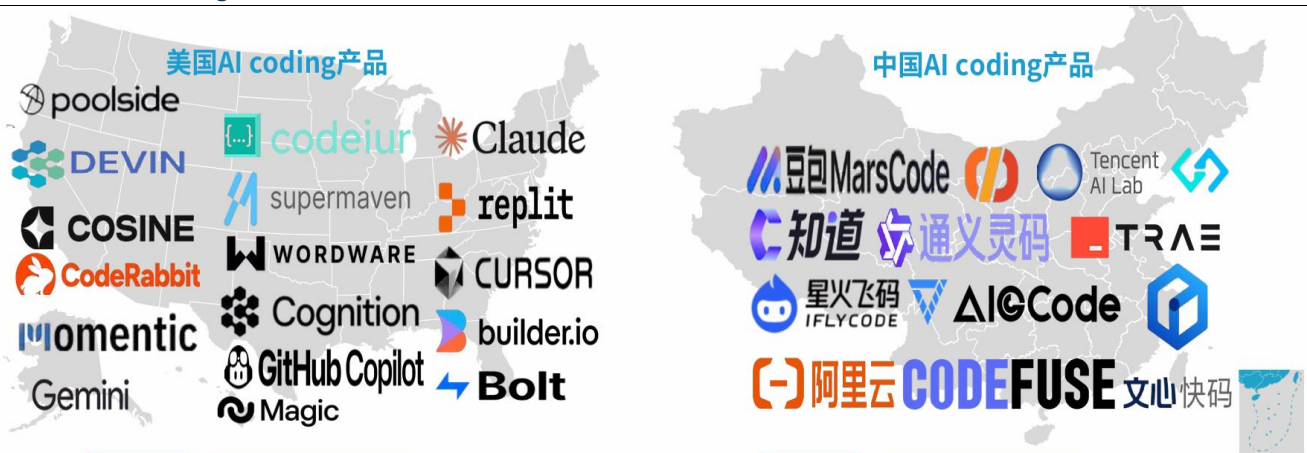 美国AI coding产品
poolside
DEVIN
COSINE
CodeRabbit
Momentic
Gemini
{...} codeiur
supermaven
WORDWARE
Cognition
GitHub Copilot
Magic
Claude
replit
CURSOR
builder.io
Bolt
中国AI coding产品
豆包MarsCode
Tencent
AI Lab
知道
通义灵码
TRAE
星火飞码
IFLYCODE
AIGCode
阿里云
CODEFUSE
文心快码